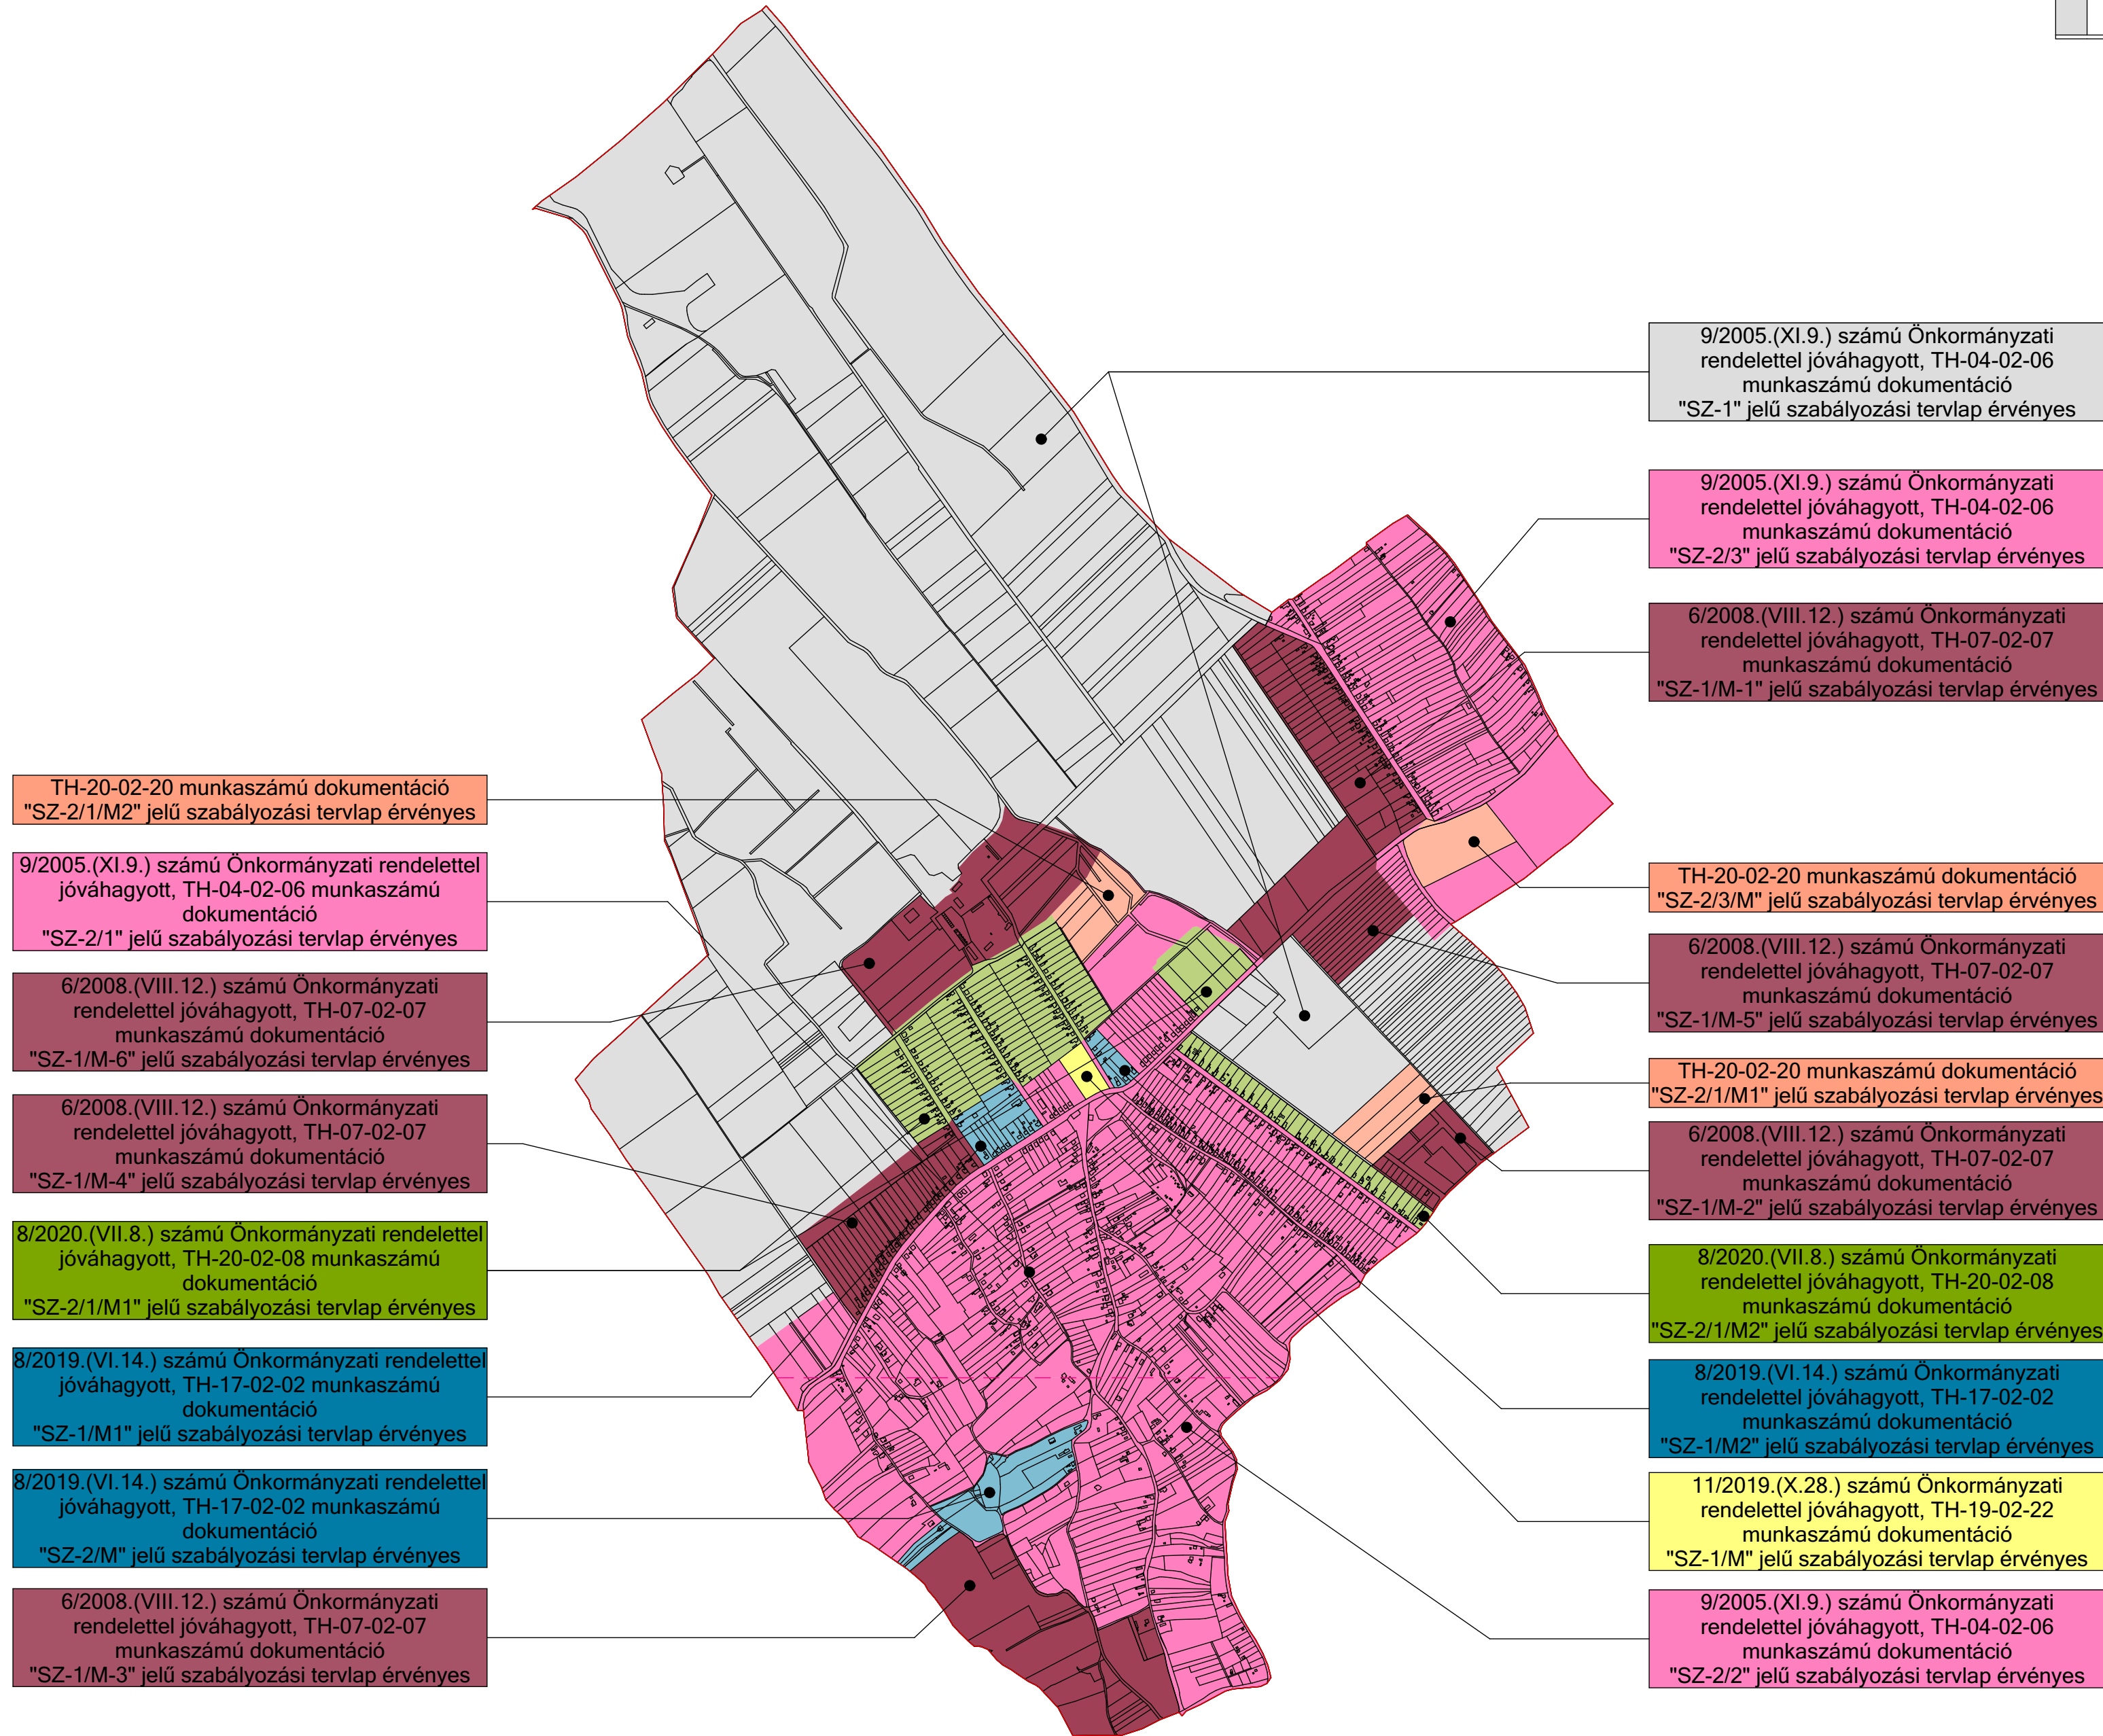 TH-20-02-20 munkaszámú dokumentáció
"SZ-2/1/M2" jelű szabályozási tervlap érvényes
9/2005.(XI.9.) számú Önkormányzati rendelettel
jóváhagyott, TH-04-02-06 munkaszámú
dokumentáció
"SZ-2/1" jelű szabályozási tervlap érvényes
6/2008.(VIII.12.) számú Önkormányzati
rendelettel jóváhagyott, TH-07-02-07
munkaszámú dokumentáció
"SZ-1/M-6" jelű szabályozási tervlap érvényes
6/2008.(VIII.12.) számú Önkormányzati
rendelettel jóváhagyott, TH-07-02-07
munkaszámú dokumentáció
"SZ-1/M-4" jelű szabályozási tervlap érvényes
8/2020.(VII.8.) számú Önkormányzati rendelettel
jóváhagyott, TH-20-02-08 munkaszámú
dokumentáció
"SZ-2/1/M1" jelű szabályozási tervlap érvényes
8/2019.(VI.14.) számú Önkormányzati rendelettel
jóváhagyott, TH-17-02-02 munkaszámú
dokumentáció
"SZ-1/M1" jelű szabályozási tervlap érvényes
8/2019.(VI.14.) számú Önkormányzati rendelettel
jóváhagyott, TH-17-02-02 munkaszámú
dokumentáció
"SZ-2/M" jelű szabályozási tervlap érvényes
6/2008.(VIII.12.) számú Önkormányzati
rendelettel jóváhagyott, TH-07-02-07
munkaszámú dokumentáció
"SZ-1/M-3" jelű szabályozási tervlap érvényes
9/2005.(XI.9.) számú Önkormányzati
rendelettel jóváhagyott, TH-04-02-06
munkaszámú dokumentáció
"SZ-1" jelű szabályozási tervlap érvényes
9/2005.(XI.9.) számú Önkormányzati
rendelettel jóváhagyott, TH-04-02-06
munkaszámú dokumentáció
"SZ-2/3" jelű szabályozási tervlap érvényes
6/2008.(VIII.12.) számú Önkormányzati
rendelettel jóváhagyott, TH-07-02-07
munkaszámú dokumentáció
"SZ-1/M-1" jelű szabályozási tervlap érvényes
TH-20-02-20 munkaszámú dokumentáció
"SZ-2/3/M" jelű szabályozási tervlap érvényes
6/2008.(VIII.12.) számú Önkormányzati
rendelettel jóváhagyott, TH-07-02-07
munkaszámú dokumentáció
"SZ-1/M-5" jelű szabályozási tervlap érvényes
TH-20-02-20 munkaszámú dokumentáció
"SZ-2/1/M1" jelű szabályozási tervlap érvényes
6/2008.(VIII.12.) számú Önkormányzati
rendelettel jóváhagyott, TH-07-02-07
munkaszámú dokumentáció
"SZ-1/M-2" jelű szabályozási tervlap érvényes
8/2020.(VII.8.) számú Önkormányzati
rendelettel jóváhagyott, TH-20-02-08
munkaszámú dokumentáció
"SZ-2/1/M2" jelű szabályozási tervlap érvényes
8/2019.(VI.14.) számú Önkormányzati
rendelettel jóváhagyott, TH-17-02-02
munkaszámú dokumentáció
"SZ-1/M2" jelű szabályozási tervlap érvényes
11/2019.(X.28.) számú Önkormányzati
rendelettel jóváhagyott, TH-19-02-22
munkaszámú dokumentáció
"SZ-1/M" jelű szabályozási tervlap érvényes
9/2005.(XI.9.) számú Önkormányzati
rendelettel jóváhagyott, TH-04-02-06
munkaszámú dokumentáció
"SZ-2/2" jelű szabályozási tervlap érvényes